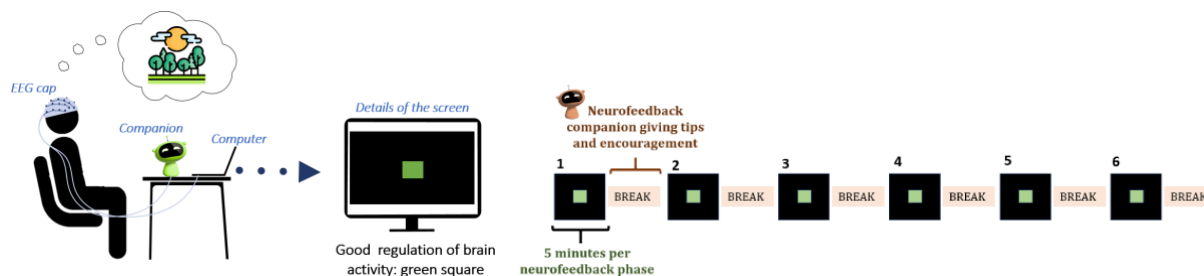 EEG cap
Companion
Computer
Details of the screen
Good regulation of brain
activity: green square
Neurofeedback
companion giving tips
and encouragement
1
2
3
4
5
6
BREAK
BREAK
BREAK
BREAK
BREAK
BREAK
5 minutes per
neurofeedback phase